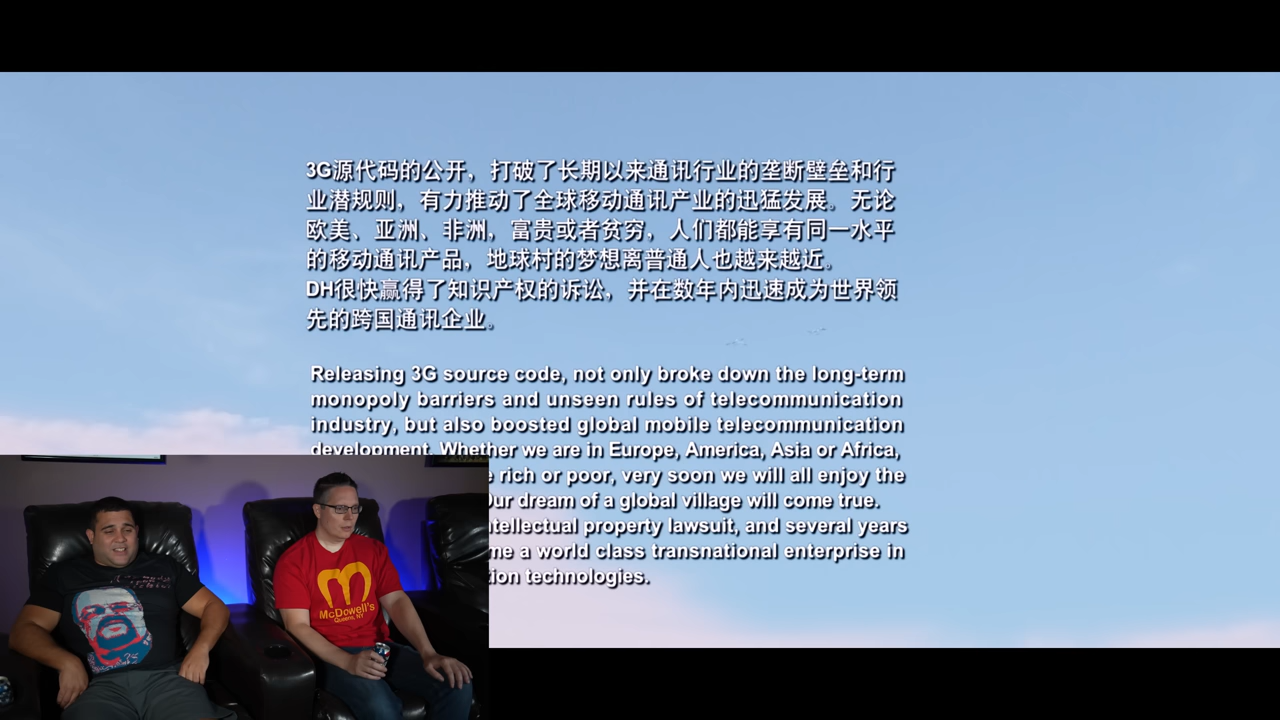 3G源代码的公开，打破了长期以来通讯行业的垄断壁垒和行
业潜规则，有力推动了全球移动通讯产业的迅猛发展。无论
欧美、亚洲、非洲，富贵或者贫穷，人们都能享有同一水平
的移动通讯产品，地球村的梦想离普通人也越来越近。
DH很快赢得了知识产权的诉讼，并在数年内迅速成为世界领
先的跨国通讯企业。
Releasing 3G source code, not only broke down the long-term
monopoly barriers and unseen rules of telecommunication
industry, but also boosted global mobile telecommunication
development. Whether we are in Europe, America, Asia or Africa,
rich or poor, very soon we will all enjoy the
Our dream of a global village will come true.
intellectual property lawsuit, and several years
a world class transnational enterprise in
technologies.
McDowell's
Queens, NY